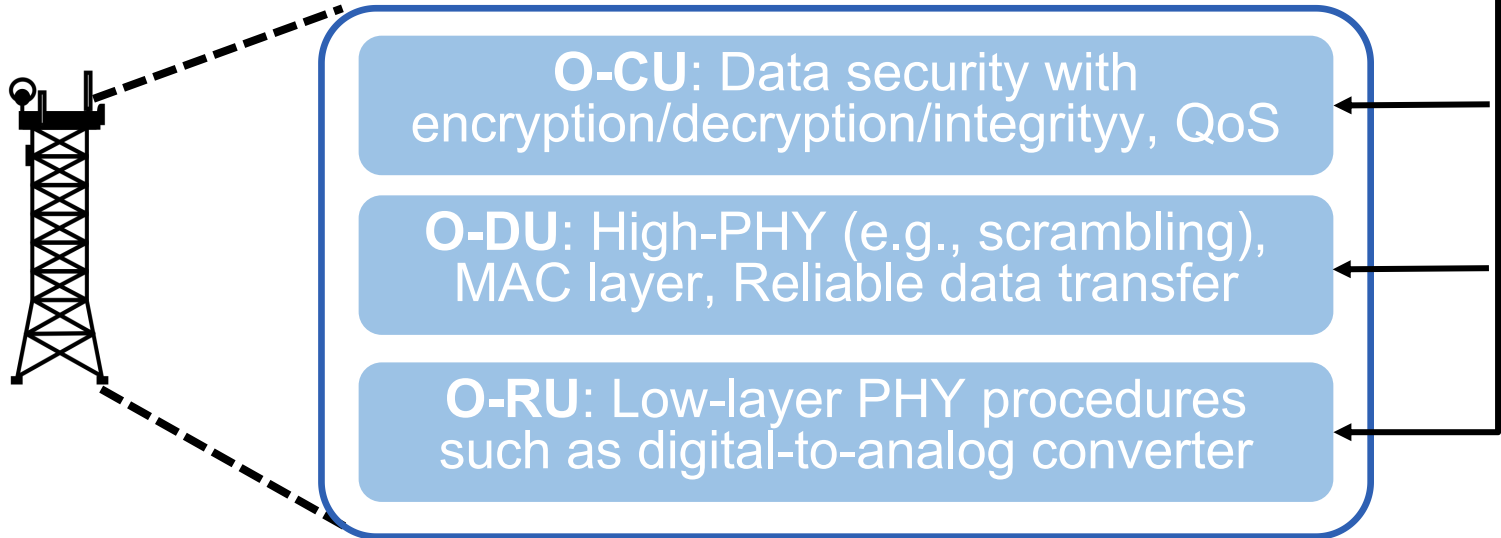 O-CU: Data security with
encryption/decryption/integrityy, QoS
O-DU: High-PHY (e.g., scrambling),
MAC layer, Reliable data transfer
O-RU: Low-layer PHY procedures
such as digital-to-analog converter